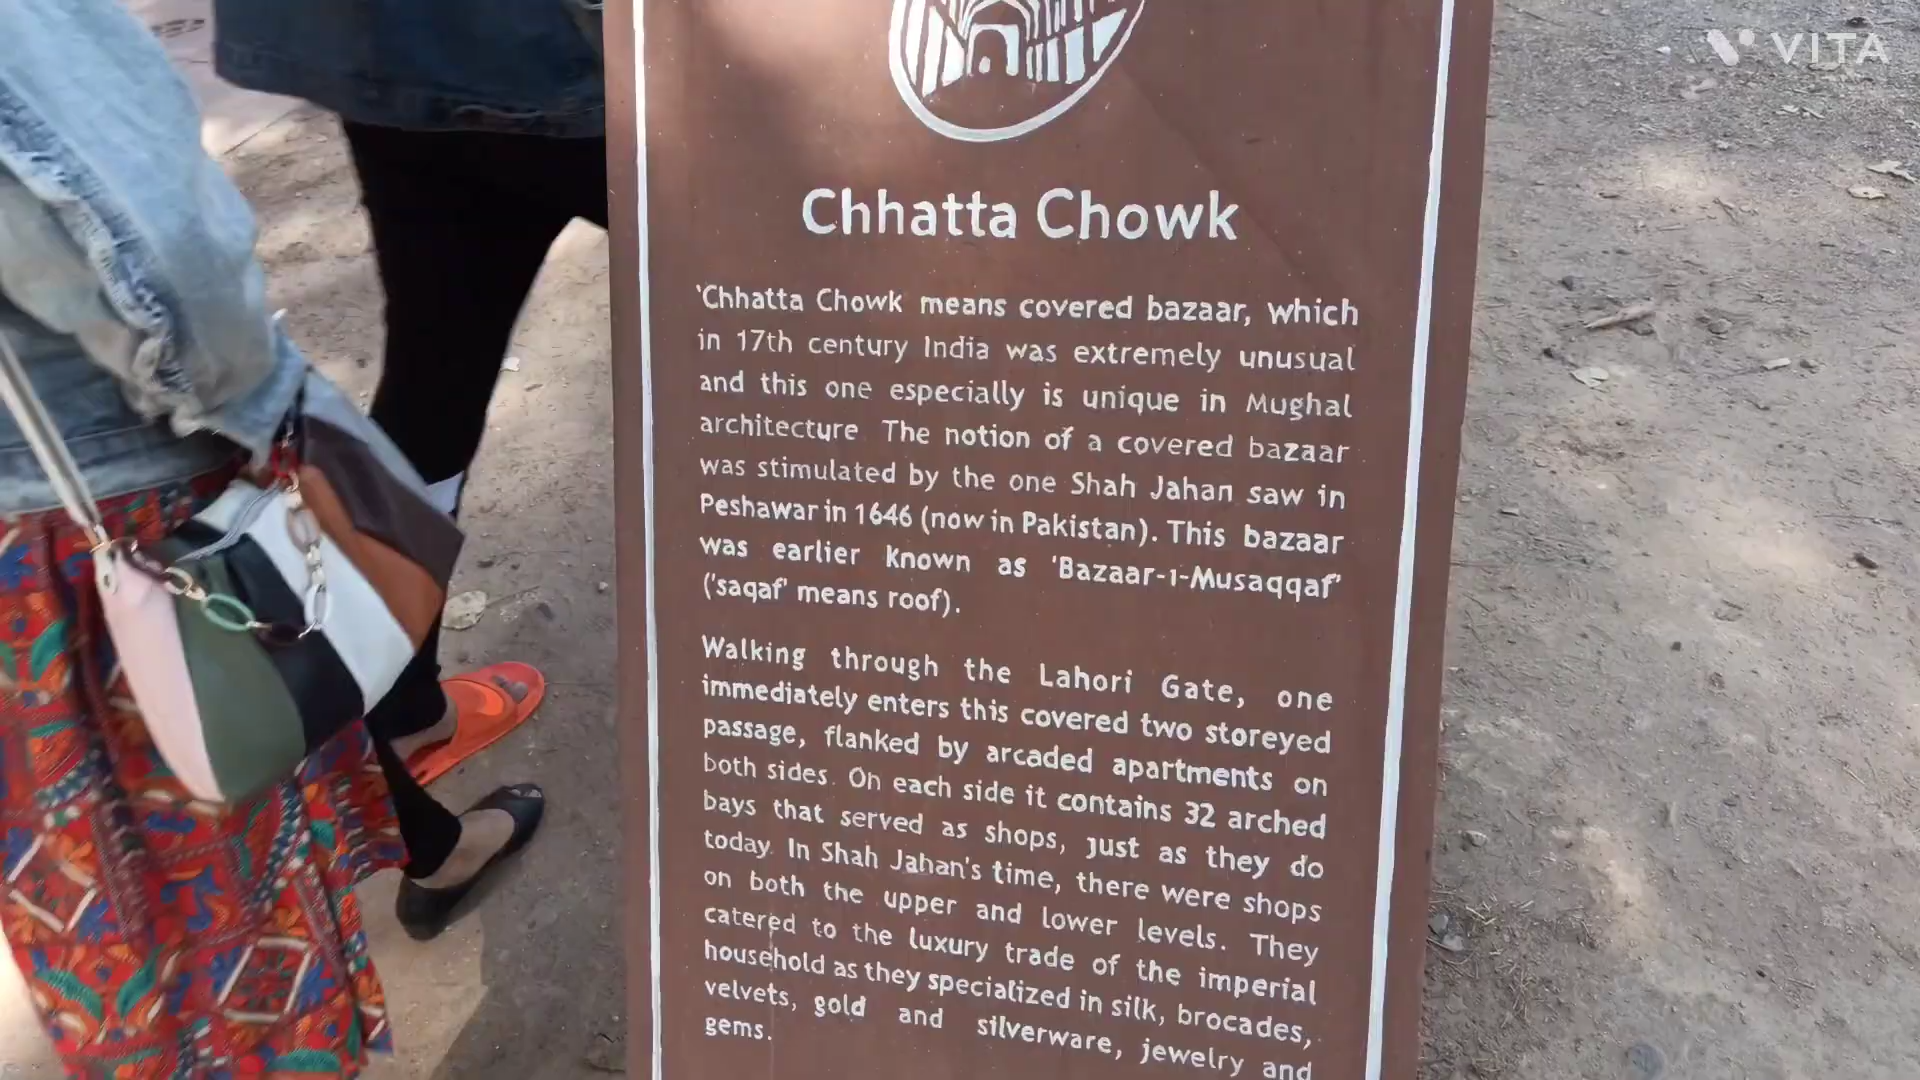 VITA
Chhatta Chowk
'Chhatta Chowk means covered bazaar, which
in 17th century India was extremely unusual
and this one especially is unique in Mughal
architecture The notion of a covered bazaar
was stimulated by the one Shah Jahan saw in
Peshawar in 1646 (now in Pakistan). This bazaar
was earlier known as 'Bazaar-ı-Musaqqaf'
('saqaf' means roof).
Walking through the Lahori Gate, one
immediately enters this covered two storeyed
passage, flanked by arcaded apartments on
both sides. On each side it contains 32 arched
bays that served as shops, just as they do
today. In Shah Jahan's time, there were shops
on both the upper and lower levels. They
catered to the luxury trade of the imperial
household as they specialized in silk, brocades,
velvets, gold and silverware, jewelry and
gems.